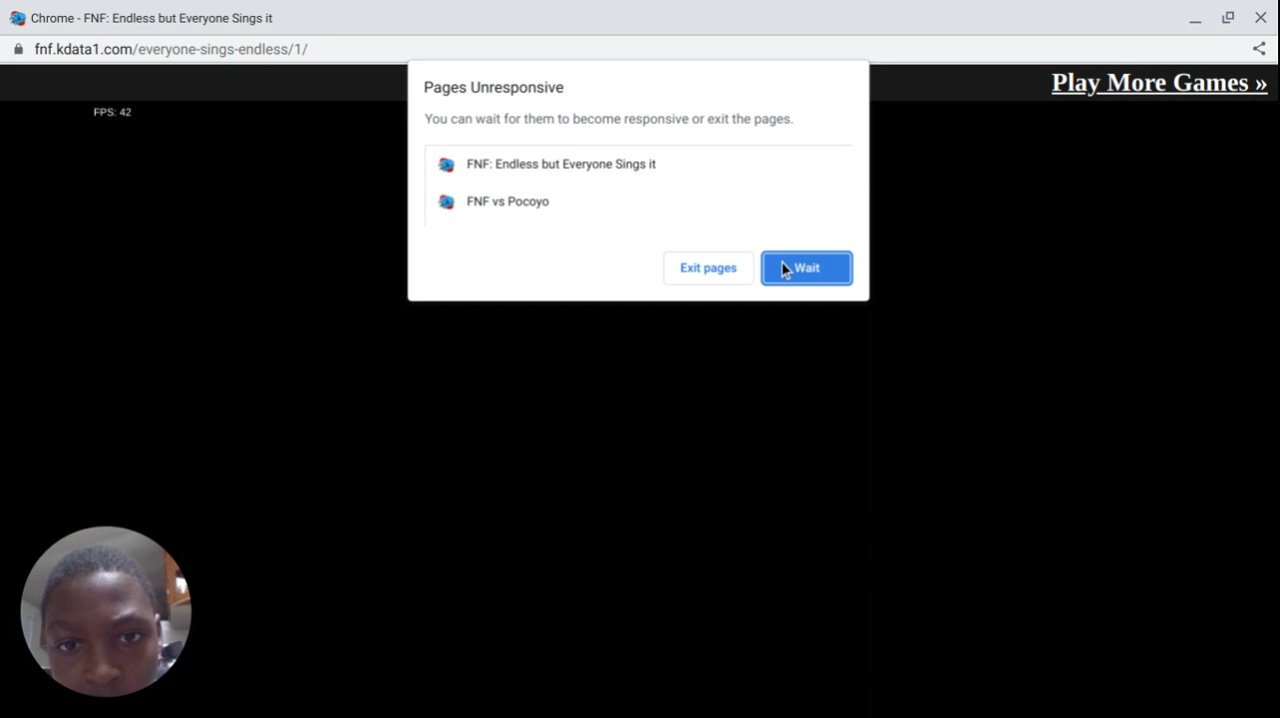 Chrome - FNF: Endless but Everyone Sings it
fnf.kdata1.com/everyone-sings-endless/1/
Play More Games »
FPS: 42
Pages Unresponsive
You can wait for them to become responsive or exit the pages.
FNF: Endless but Everyone Sings it
FNF vs Pocoyo
Exit pages
Wait